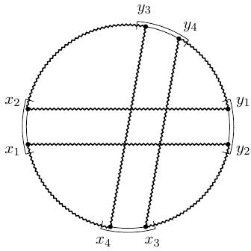 y₃
y₄
x₂ y₁
x₁ y₂
x₄ x₃